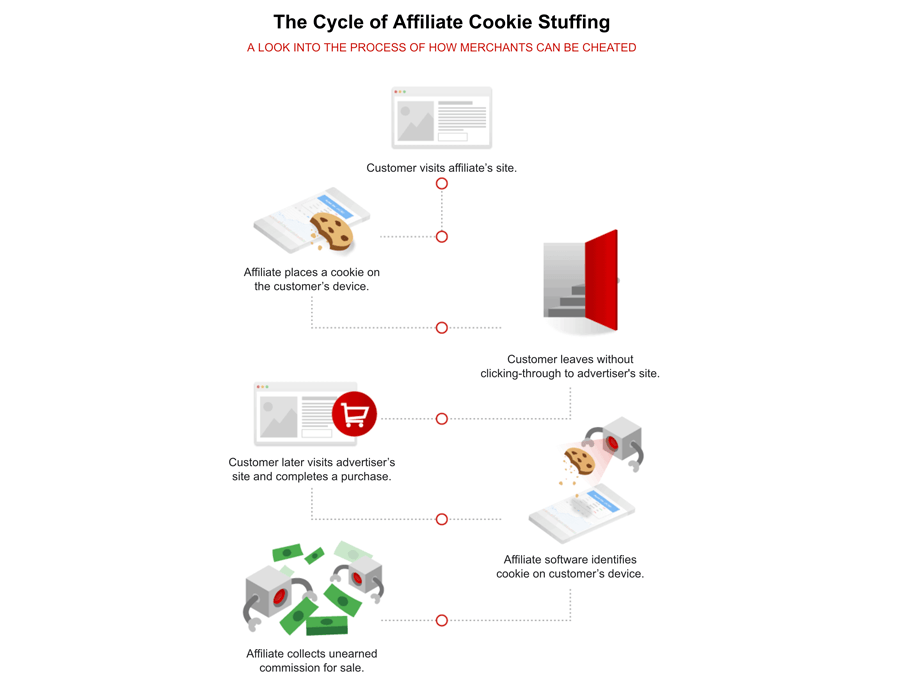 The Cycle of Affiliate Cookie Stuffing
A LOOK INTO THE PROCESS OF HOW MERCHANTS CAN BE CHEATED
Customer visits affiliate's site.
Affiliate places a cookie on
the customer's device.
Customer leaves without
clicking-through to advertiser's site.
Customer later visits advertiser's
site and completes a purchase.
Affiliate software identifies
cookie on customer's device.
Affiliate collects unearned
commission for sale.